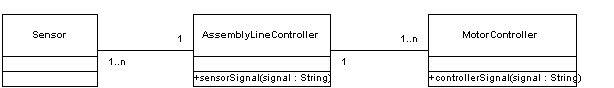 Sensor
1
1..n
AssemblyLineController
+sensorSignal(signal : String)
1..n
1
MotorController
+controllerSignal(signal : String)